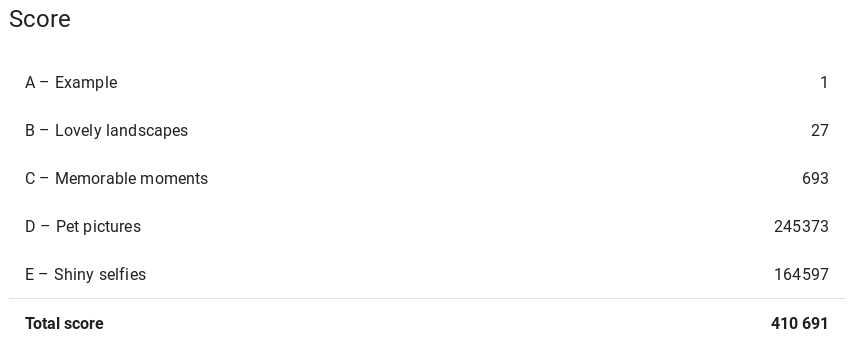 Score
A – Example 1
B – Lovely landscapes 27
C – Memorable moments 693
D – Pet pictures 245373
E – Shiny selfies 164597
Total score 410 691